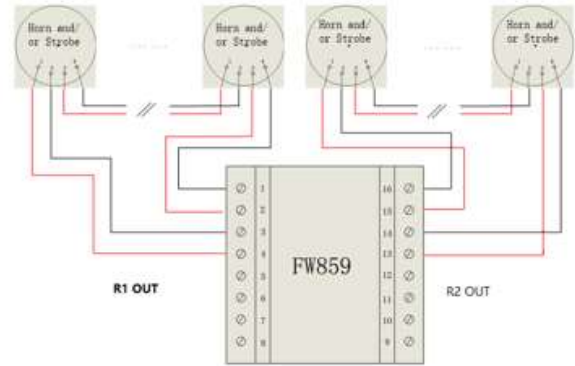 Horn and/
or Strobe
Horn and/
or Strobe
Horn and/
or Strobe
Horn and/
or Strobe
1
2
3
4
5
6
7
8
FW859
16
15
14
13
12
11
10
9
R1 OUT
R2 OUT